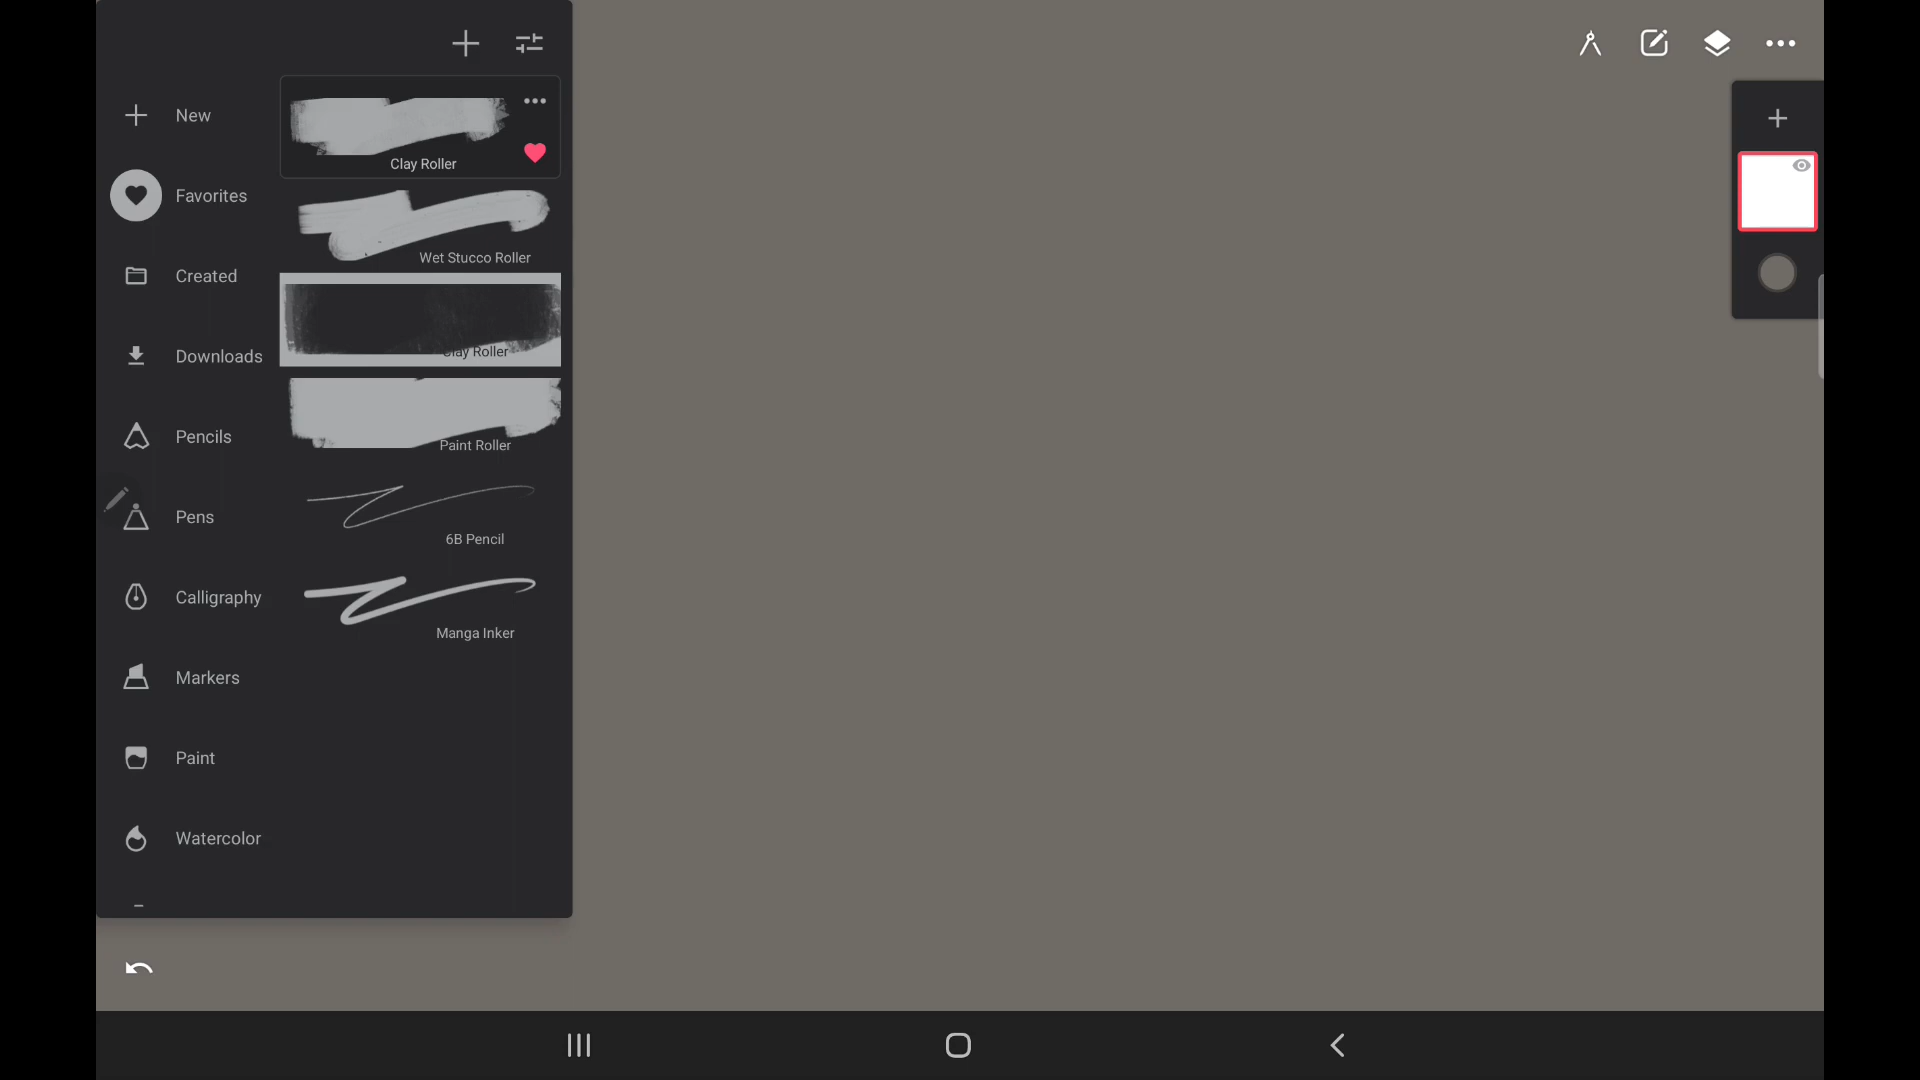 New
Favorites
Created
Downloads
Pencils
Pens
Calligraphy
Markers
Paint
Watercolor
Clay Roller
Wet Stucco Roller
Clay Roller
Paint Roller
6B Pencil
Manga Inker